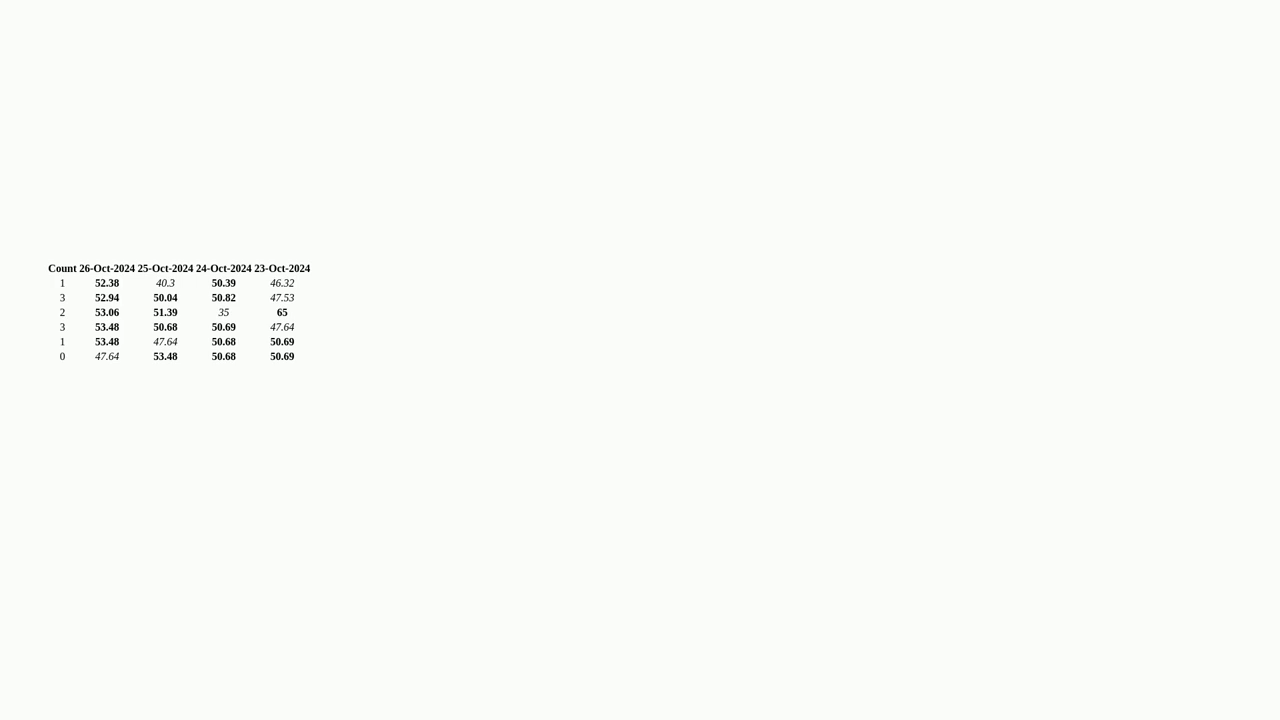 Count 26-Oct-2024 25-Oct-2024 24-Oct-2024 23-Oct-2024
1 52.38 40.3 50.39 46.32
3 52.94 50.04 50.82 47.53
2 53.06 51.39 35 65
3 53.48 50.68 50.69 47.64
1 53.48 47.64 50.68 50.69
0 47.64 53.48 50.68 50.69